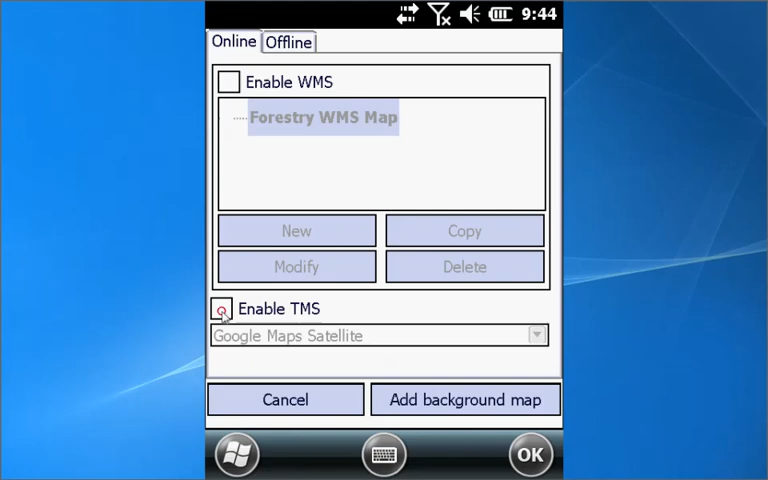 9:44
Online Offline
Enable WMS
Forestry WMS Map
New Copy
Modify Delete
Enable TMS
Google Maps Satellite
Cancel Add background map
OK